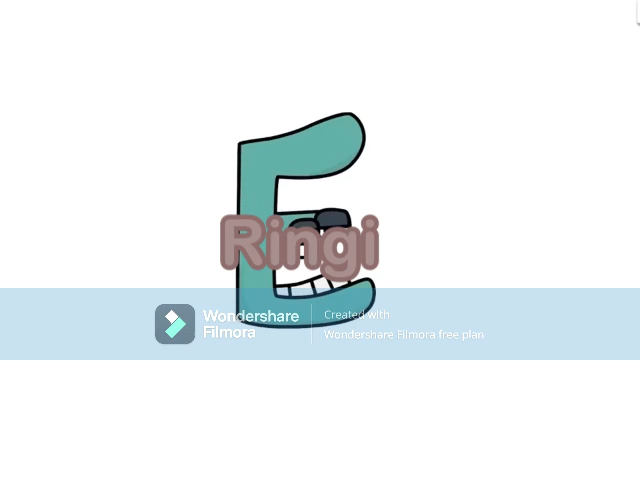 E
Ringi
Wondershare
Filmora
Created with
Wondershare Filmora free plan